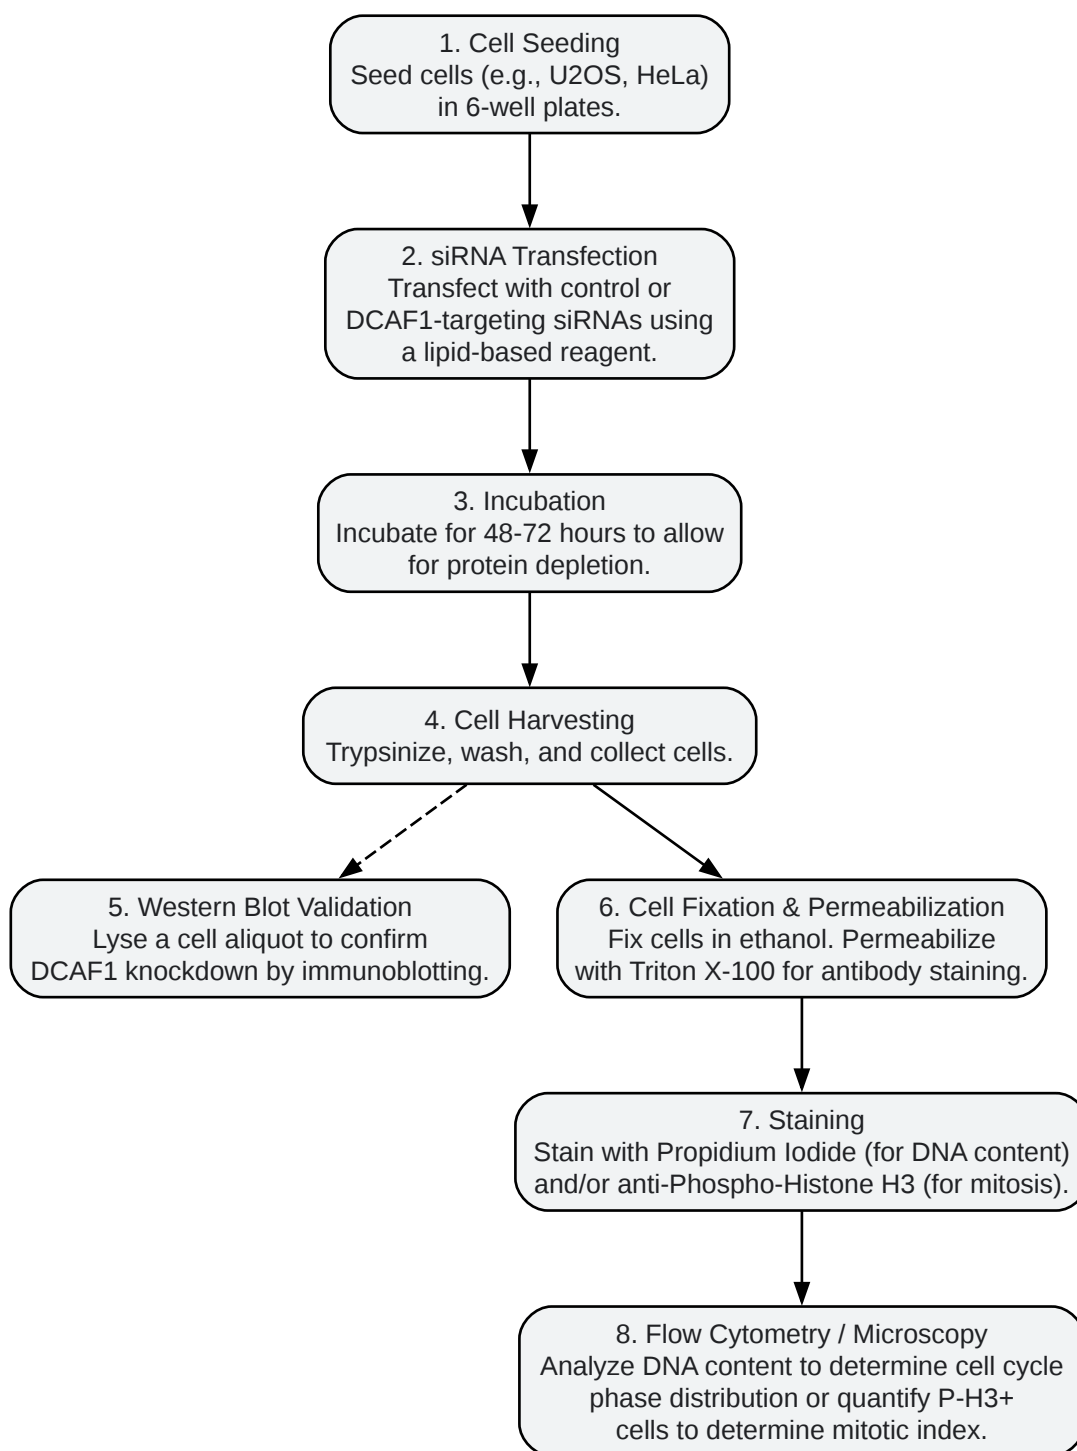 1. Cell Seeding
Seed cells (e.g., U2OS, HeLa)
in 6-well plates.
2. siRNA Transfection
Transfect with control or
DCAF1-targeting siRNAs using
a lipid-based reagent.
3. Incubation
Incubate for 48-72 hours to allow
for protein depletion.
4. Cell Harvesting
Trypsinize, wash, and collect cells.
5. Western Blot Validation
Lyse a cell aliquot to confirm
DCAF1 knockdown by immunoblotting.
6. Cell Fixation & Permeabilization
Fix cells in ethanol. Permeabilize
with Triton X-100 for antibody staining.
7. Staining
Stain with Propidium Iodide (for DNA content)
and/or anti-Phospho-Histone H3 (for mitosis).
8. Flow Cytometry / Microscopy
Analyze DNA content to determine cell cycle
phase distribution or quantify P-H3+
cells to determine mitotic index.